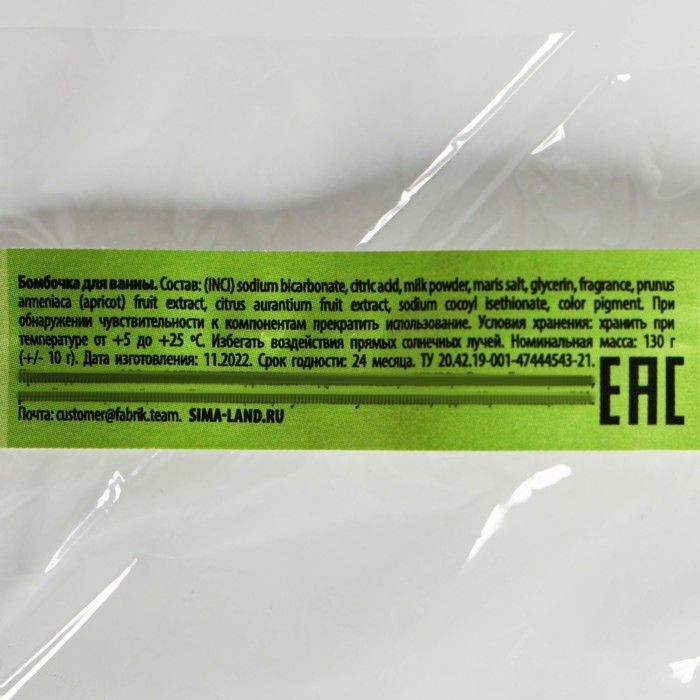 Бомбочка для ванны. Состав: (INCI) sodium bicarbonate, citric acid, milk powder, maris salt, glycerin, fragrance, prunus
armeniaca (apricot) fruit extract, citrus aurantium fruit extract, sodium cocoyl isethionate, color pigment. При
обнаружении чувствительности к компонентам прекратить использование. Условия хранения: хранить при
температуре от +5 до +25 °C. Избегать воздействия прямых солнечных лучей. Номинальная масса: 130 г
(+/- 10 г). Дата изготовления: 11.2022. Срок годности: 24 месяца. ТУ 20.42.19-001-47444543-21.
Почта: customer@fabrik.team. SIMA-LAND.RU
EAC